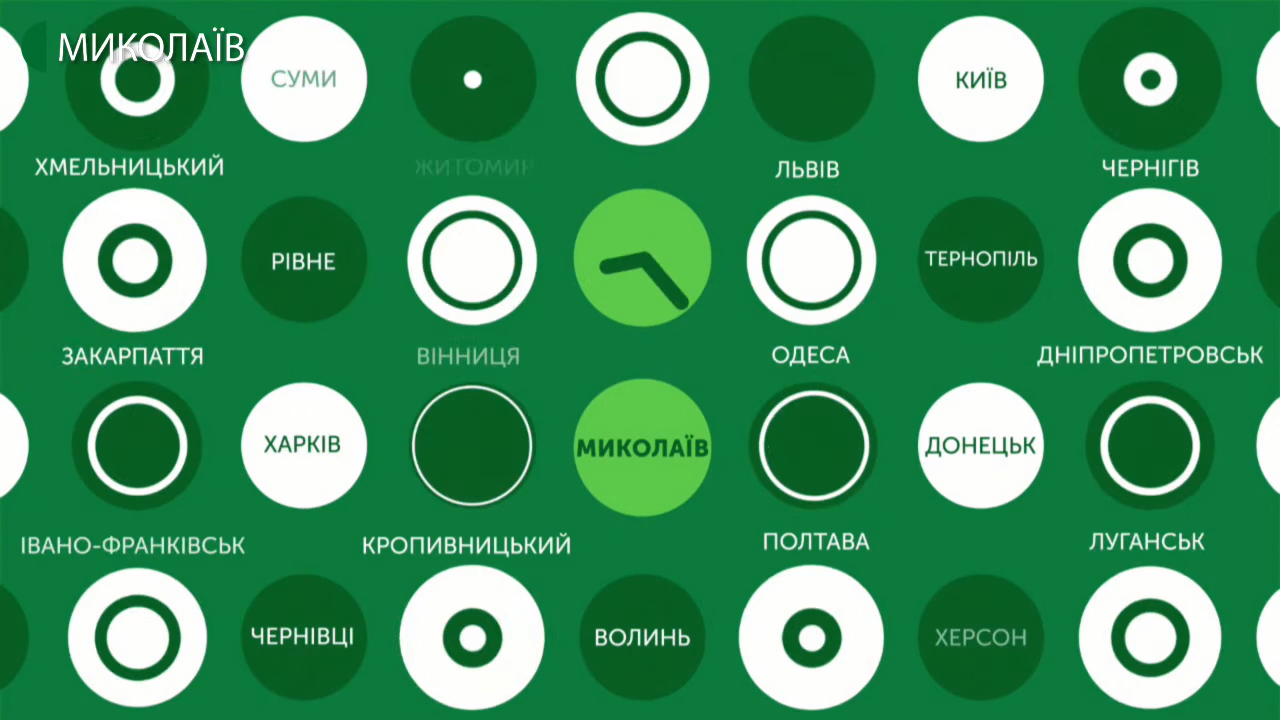 МИКОЛАЇВ
СУМИ
КИЇВ
ХМЕЛЬНИЦЬКИЙ
ЖИТОМИР
ЛЬВІВ
ЧЕРНІГІВ
РІВНЕ
ТЕРНОПІЛЬ
ЗАКАРПАТТЯ
ВІННИЦЯ
ОДЕСА
ДНІПРОПЕТРОВСЬК
ХАРКІВ
МИКОЛАЇВ
ДОНЕЦЬК
ІВАНО-ФРАНКІВСЬК
КРОПИВНИЦЬКИЙ
ПОЛТАВА
ЛУГАНСЬК
ЧЕРНІВЦІ
ВОЛИНЬ
ХЕРСОН